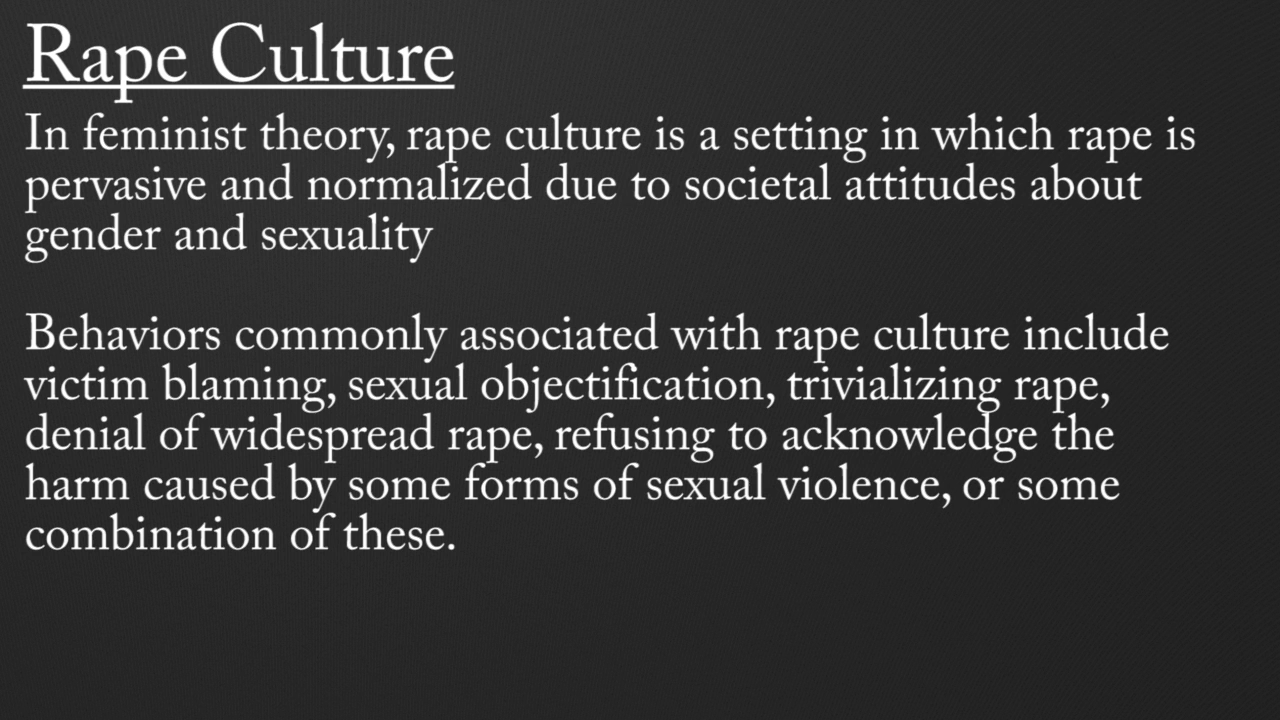 Rape Culture
In feminist theory, rape culture is a setting in which rape is
pervasive and normalized due to societal attitudes about
gender and sexuality
Behaviors commonly associated with rape culture include
victim blaming, sexual objectification, trivializing rape,
denial of widespread rape, refusing to acknowledge the
harm caused by some forms of sexual violence, or some
combination of these.